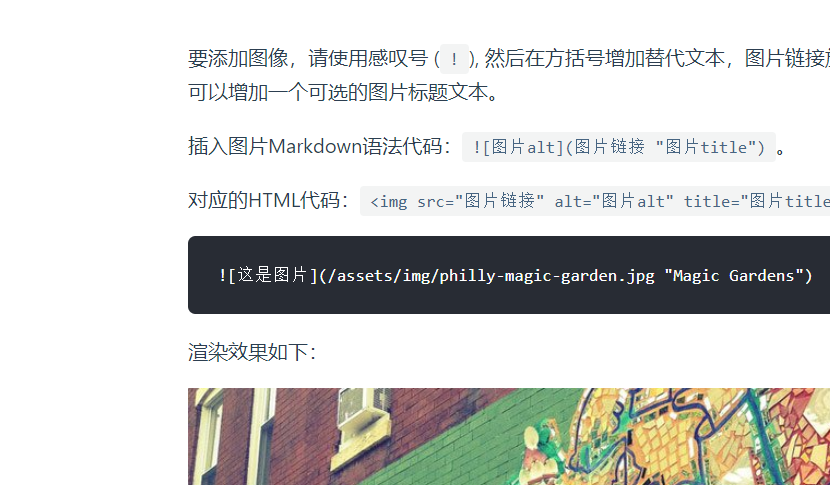 要添加图像，请使用感叹号 (!), 然后在方括号增加替代文本，图片链接
可以增加一个可选的图片标题文本。
插入图片Markdown语法代码：![图片alt](图片链接 "图片title")。
对应的HTML代码：<img src="图片链接" alt="图片alt" title="图片title
![这是图片](/assets/img/philly-magic-garden.jpg "Magic Gardens")
渲染效果如下：